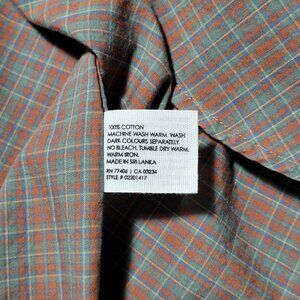 100% COTTON
MACHINE WASH WARM. WASH
DARK COLOURS SEPARATELY.
NO BLEACH. TUMBLE DRY WARM.
WARM IRON.
MADE IN SRI LANKA
RN 77406 | CA 03234
STYLE # 02201417